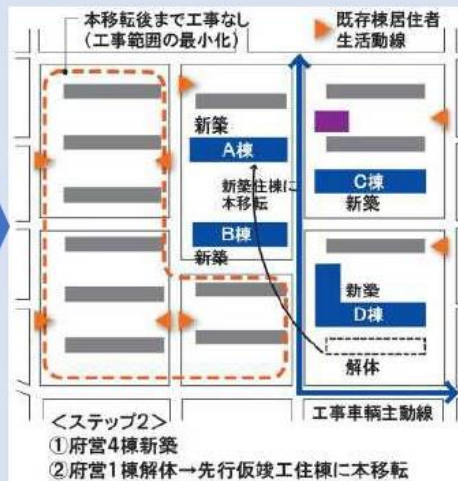 本移転後まで工事なし
(工事範囲の最小化)
既存棟居住者
生活動線
新築
A棟
新築住棟に
本移転
B棟
新築
C棟
新築
新築
D棟
解体
工事車輌主動線
<ステップ2>
①府営4棟新築
②府営1棟解体→先行仮竣工住棟に本移転